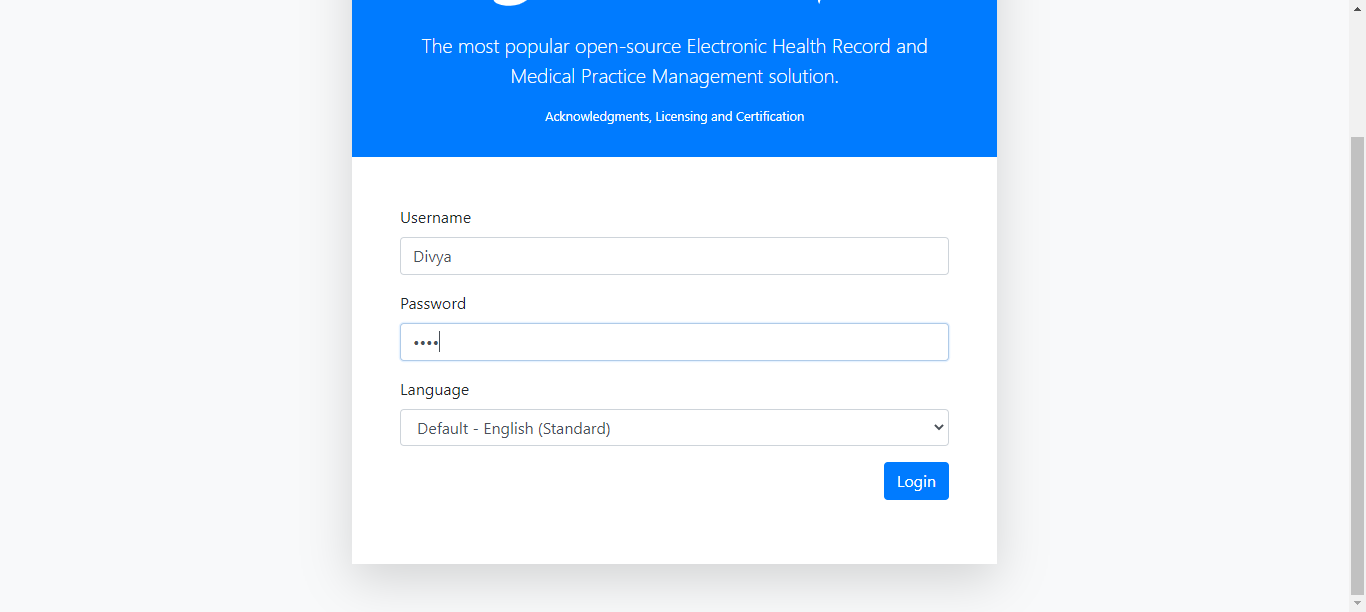 The most popular open-source Electronic Health Record and
Medical Practice Management solution.
Acknowledgments, Licensing and Certification
Username
Divya
Password
••••
Language
Default - English (Standard)
Login